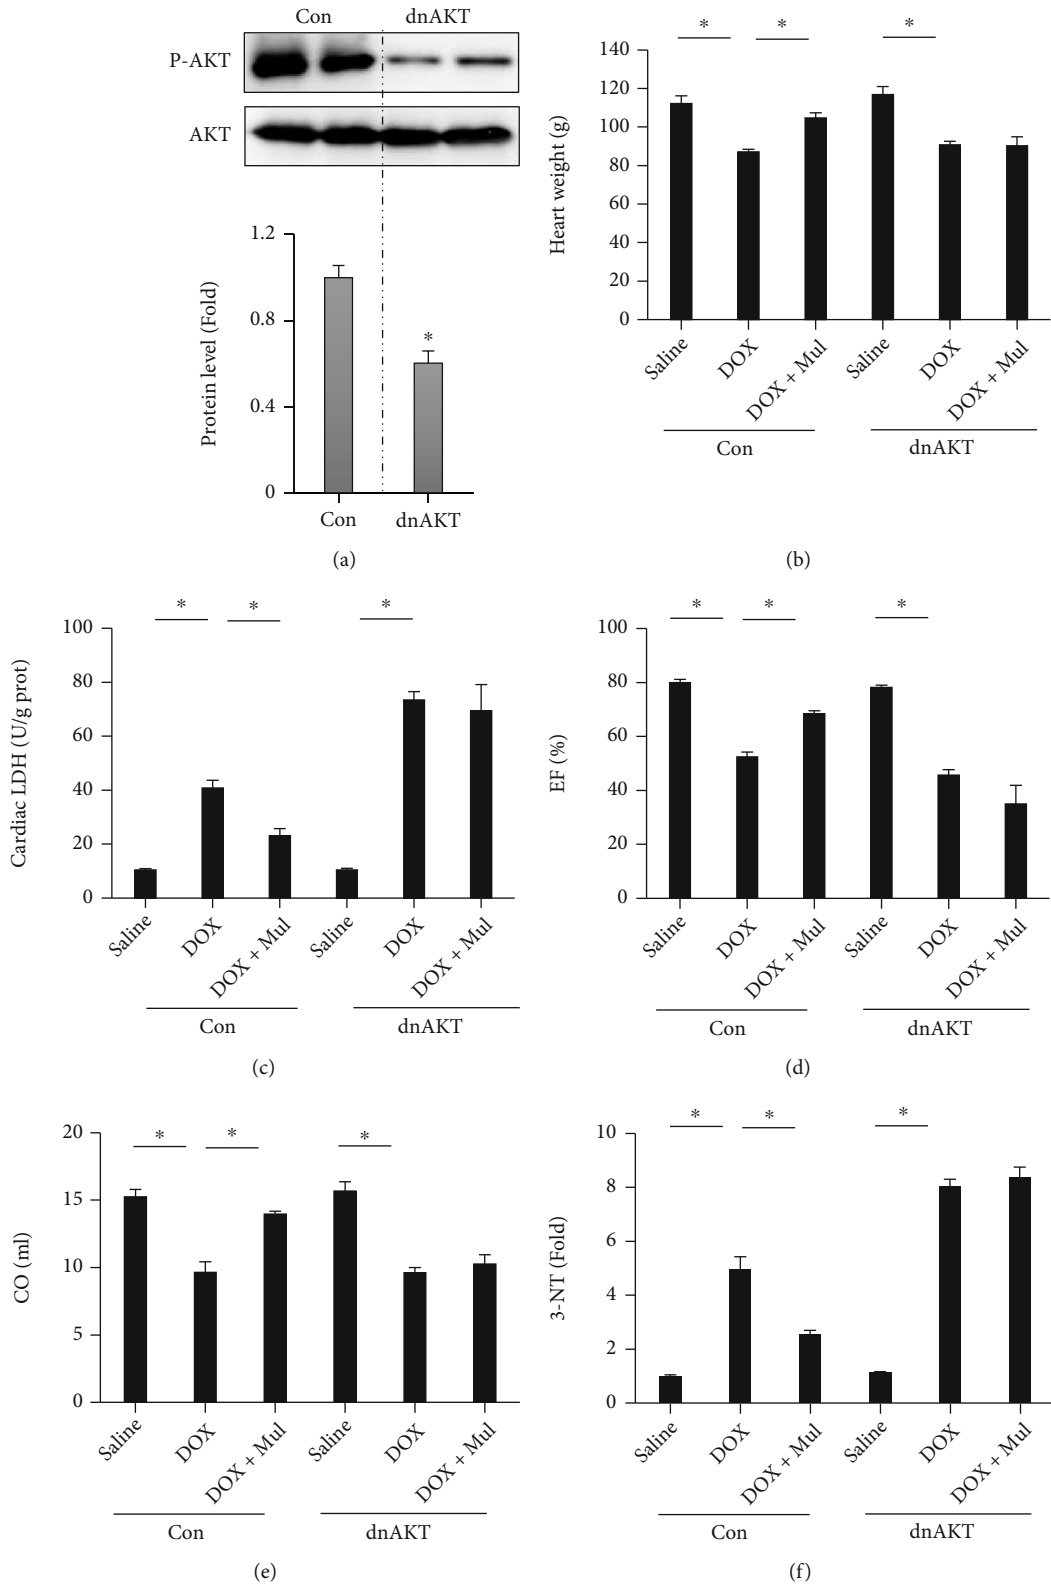 Con dnAKT
P-AKT
AKT
Protein level (Fold)
1.2
0.8
0.4
0
*
Con dnAKT
(a)
Heart weight (g)
140
120
100
80
60
40
20
0
* * *
Saline DOX DOX + Mul Saline DOX DOX + Mul
Con dnAKT
(b)
Cardiac LDH (U/g prot)
100
80
60
40
20
0
* * *
Saline DOX DOX + Mul Saline DOX DOX + Mul
Con dnAKT
(c)
EF (%)
100
80
60
40
20
0
* * *
Saline DOX DOX + Mul Saline DOX DOX + Mul
Con dnAKT
(d)
CO (ml)
20
15
10
5
0
* * *
Saline DOX DOX + Mul Saline DOX DOX + Mul
Con dnAKT
(e)
3-NT (Fold)
10
8
6
4
2
0
* * *
Saline DOX DOX + Mul Saline DOX DOX + Mul
Con dnAKT
(f)